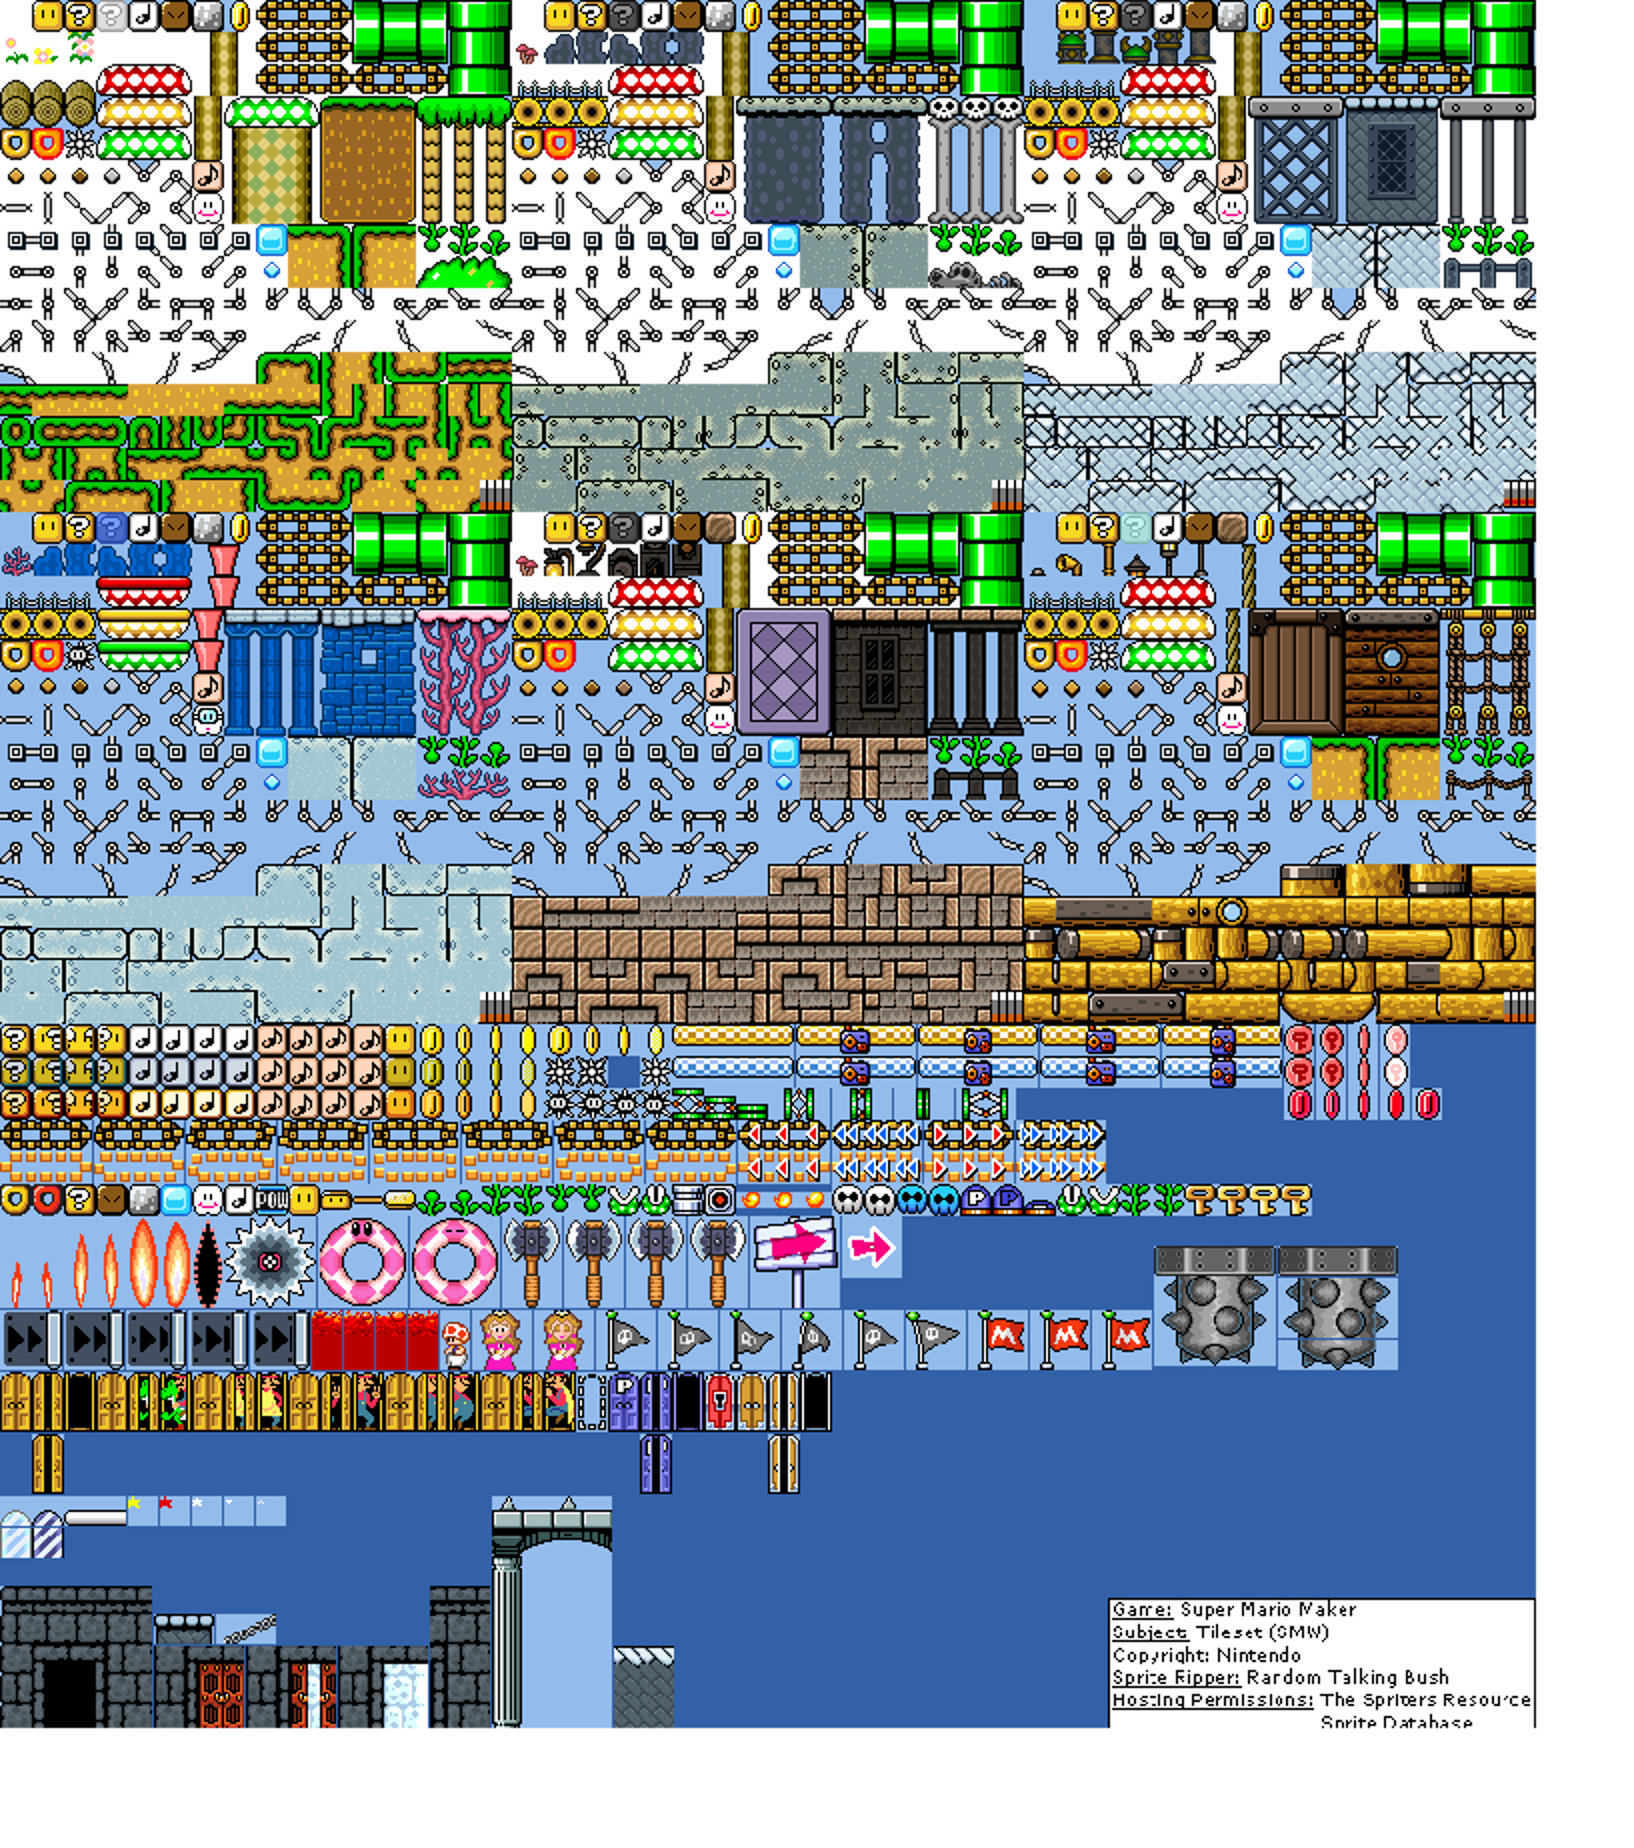 Game: Super Mario Maker
Subject: Tileset (SMW)
Copyright: Nintendo
Sprite Ripper: Random Talking Bush
Hosting Permissions: The Spriters Resource
Sprite Database